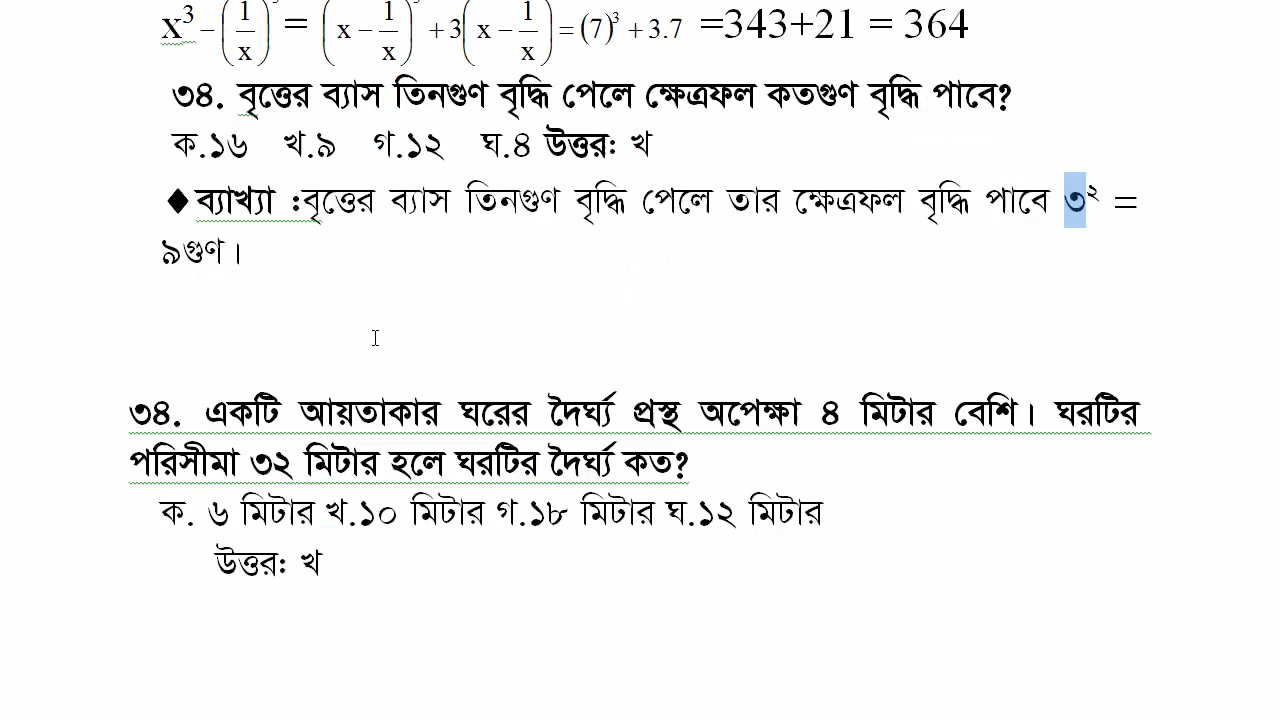 x³ − (1/x)³ = (x − 1/x)³ + 3(x − 1/x) = (7)³ + 3.7 =343+21 = 364
৩৪. বৃত্তের ব্যাস তিনগুণ বৃদ্ধি পেলে ক্ষেত্রফল কতগুণ বৃদ্ধি পাবে?
ক.১৬ খ.৯ গ.১২ ঘ.৪ উত্তর: খ
♦ব্যাখ্যা :বৃত্তের ব্যাস তিনগুণ বৃদ্ধি পেলে তার ক্ষেত্রফল বৃদ্ধি পাবে ৩² =
৯গুণ।
৩৪. একটি আয়তাকার ঘরের দৈর্ঘ্য প্রস্থ অপেক্ষা ৪ মিটার বেশি। ঘরটির
পরিসীমা ৩২ মিটার হলে ঘরটির দৈর্ঘ্য কত?
ক. ৬ মিটার খ.১০ মিটার গ.১৮ মিটার ঘ.১২ মিটার
উত্তর: খ